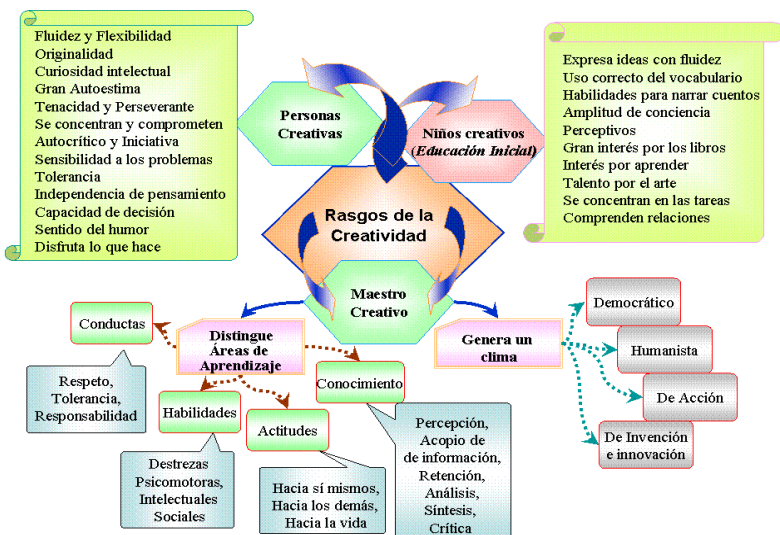 Fluidez y Flexibilidad
Originalidad
Curiosidad intelectual
Gran Autoestima
Tenacidad y Perseverante
Se concentran y comprometen
Autocrítico y Iniciativa
Sensibilidad a los problemas
Tolerancia
Independencia de pensamiento
Capacidad de decisión
Sentido del humor
Disfruta lo que hace
Personas
Creativas
Niños creativos
(Educación Inicial)
Expresa ideas con fluidez
Uso correcto del vocabulario
Habilidades para narrar cuentos
Amplitud de conciencia
Perceptivos
Gran interés por los libros
Interés por aprender
Talento por el arte
Se concentran en las tareas
Comprenden relaciones
Rasgos de la
Creatividad
Maestro
Creativo
Distingue
Áreas de
Aprendizaje
Conductas
Respeto,
Tolerancia,
Responsabilidad
Habilidades
Destrezas
Psicomotoras,
Intelectuales
Sociales
Actitudes
Hacia sí mismos,
Hacia los demás,
Hacia la vida
Conocimiento
Percepción,
Acopio de
de información,
Retención,
Análisis,
Síntesis,
Crítica
Genera un
clima
Democrático
Humanista
De Acción
De Invención
e innovación